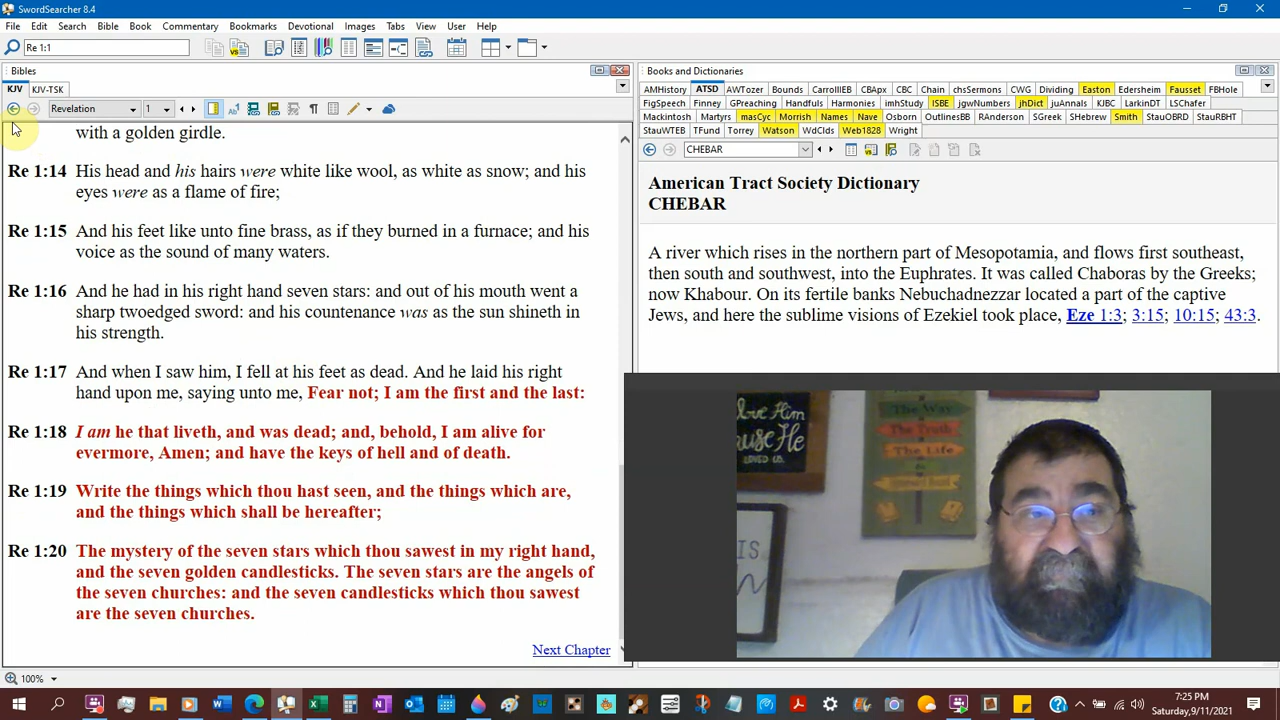 SwordSearcher 8.4
File Edit Search Bible Book Commentary Bookmarks Devotional Images Tabs View User Help
Re 1:1
Bibles
KJV KJV-TSK
Revelation 1
with a golden girdle.
Re 1:14 His head and his hairs were white like wool, as white as snow; and his
eyes were as a flame of fire;
Re 1:15 And his feet like unto fine brass, as if they burned in a furnace; and his
voice as the sound of many waters.
Re 1:16 And he had in his right hand seven stars: and out of his mouth went a
sharp twoedged sword: and his countenance was as the sun shineth in
his strength.
Re 1:17 And when I saw him, I fell at his feet as dead. And he laid his right
hand upon me, saying unto me, Fear not; I am the first and the last:
Re 1:18 I am he that liveth, and was dead; and, behold, I am alive for
evermore, Amen; and have the keys of hell and of death.
Re 1:19 Write the things which thou hast seen, and the things which are,
and the things which shall be hereafter;
Re 1:20 The mystery of the seven stars which thou sawest in my right hand,
and the seven golden candlesticks. The seven stars are the angels of
the seven churches: and the seven candlesticks which thou sawest
are the seven churches.
Next Chapter
100%
Books and Dictionaries
AMHistory ATSD AWTozer Bounds CarrollEB CBApx CBC Chain chsSermons CWG Dividing Easton Edersheim Fausset FBHole
FigSpeech Finney GPreaching Handfuls Harmonies imhStudy ISBE jgwNumbers jhDict juAnnals KJBC LarkinDT LSChafer
Mackintosh Martyrs masCyc Morrish Names Nave Osborn OutlinesBB RAnderson SGreek SHebrew StauOBRD StauRBHT
StauWTEB TFund Torrey Watson WdClds Web1828 Wright
CHEBAR
American Tract Society Dictionary
CHEBAR
A river which rises in the northern part of Mesopotamia, and flows first southeast,
then south and southwest, into the Euphrates. It was called Chaboras by the Greeks;
now Khabour. On its fertile banks Nebuchadnezzar located a part of the captive
Jews, and here the sublime visions of Ezekiel took place, Eze 1:3; 3:15; 10:15; 43:3.
ove Him
ause He
LOVED US.
The Way
The Truth
The Life
IS
7:25 PM
Saturday,9/11/2021